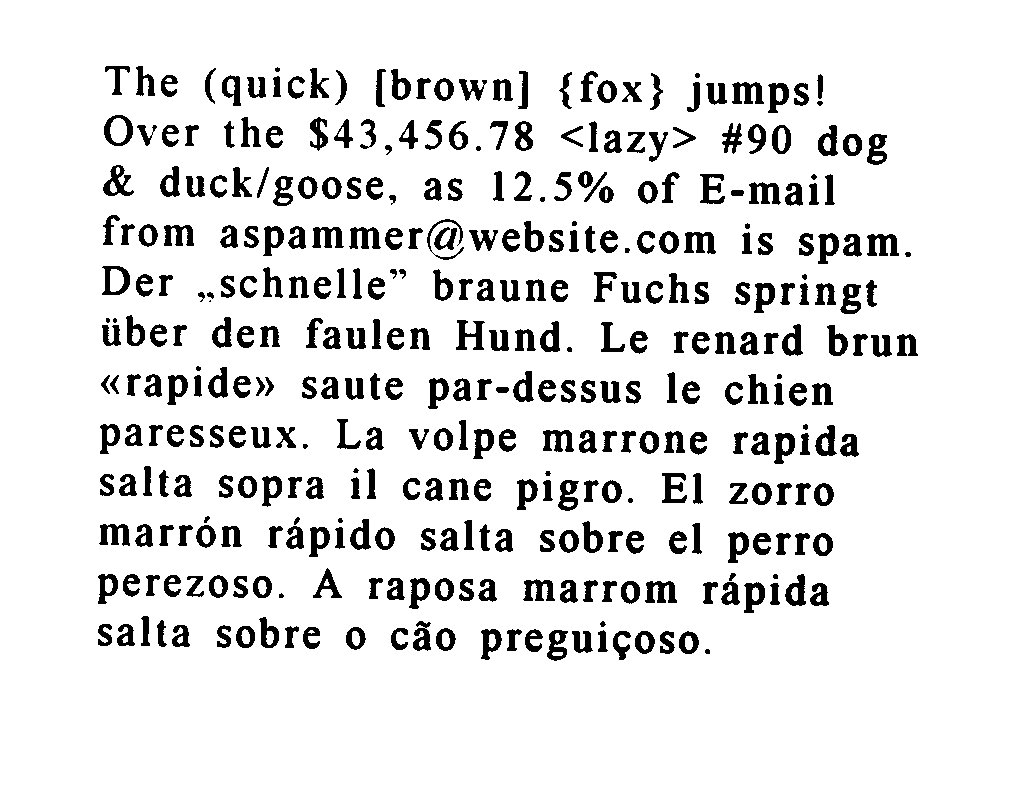 The (quick) [brown] {fox} jumps!
Over the $43,456.78 <lazy> #90 dog
& duck/goose, as 12.5% of E-mail
from aspammer@website.com is spam.
Der „schnelle” braune Fuchs springt
über den faulen Hund. Le renard brun
«rapide» saute par-dessus le chien
paresseux. La volpe marrone rapida
salta sopra il cane pigro. El zorro
marrón rápido salta sobre el perro
perezoso. A raposa marrom rápida
salta sobre o cão preguiçoso.